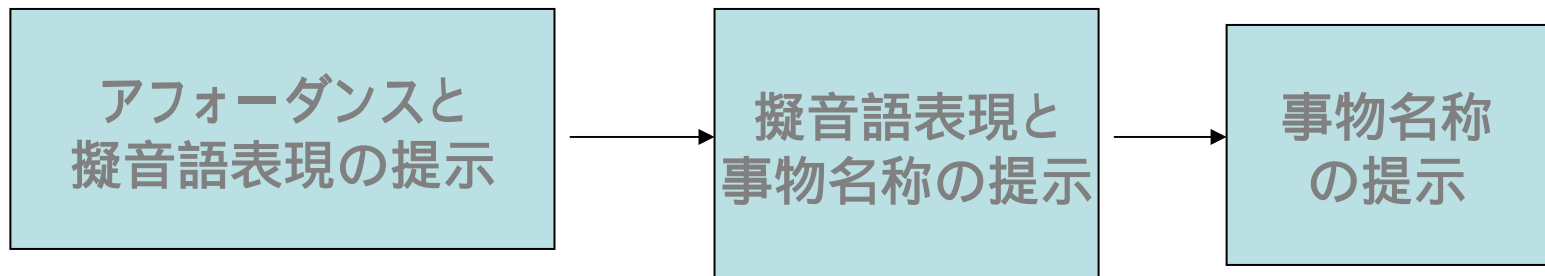 アフォーダンスと
擬音語表現の提示
擬音語表現と
事物名称の提示
事物名称
の提示